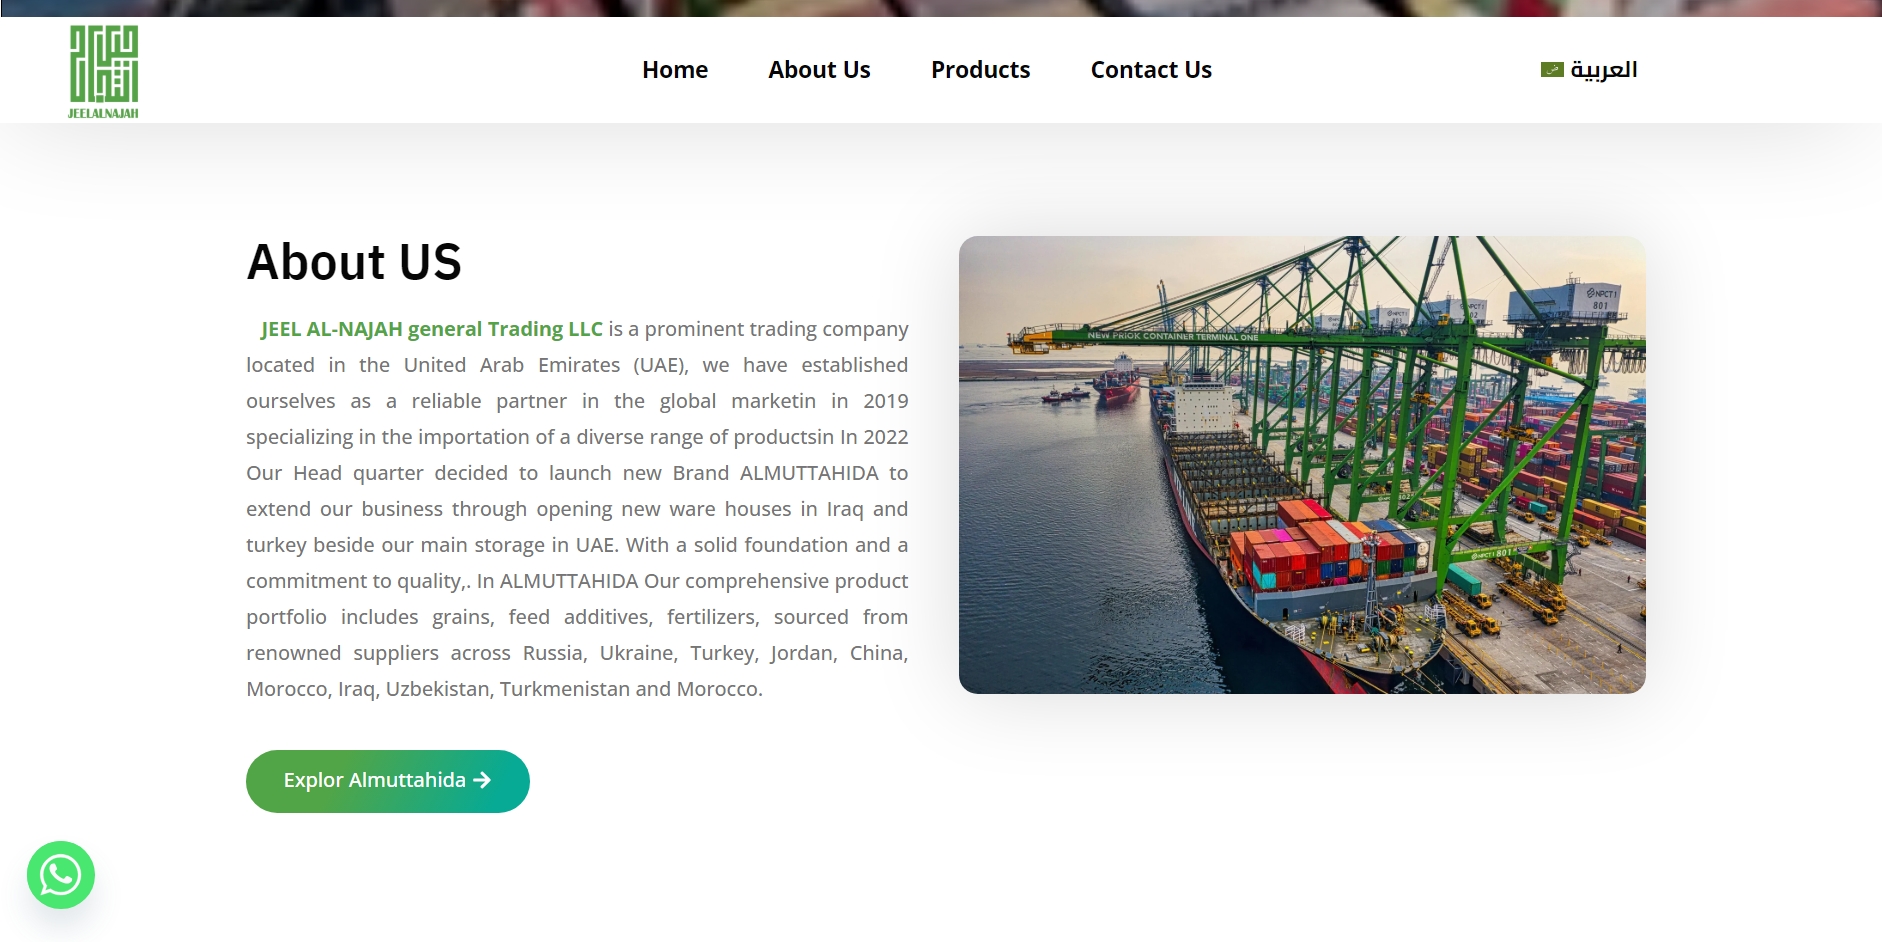 JEELALNAJAH
Home
About Us
Products
Contact Us
العربية
About US
JEEL AL-NAJAH general Trading LLC is a prominent trading company
located in the United Arab Emirates (UAE), we have established
ourselves as a reliable partner in the global marketin in 2019
specializing in the importation of a diverse range of productsin In 2022
Our Head quarter decided to launch new Brand ALMUTTAHIDA to
extend our business through opening new ware houses in Iraq and
turkey beside our main storage in UAE. With a solid foundation and a
commitment to quality,. In ALMUTTAHIDA Our comprehensive product
portfolio includes grains, feed additives, fertilizers, sourced from
renowned suppliers across Russia, Ukraine, Turkey, Jordan, China,
Morocco, Iraq, Uzbekistan, Turkmenistan and Morocco.
NPCT1
801
NEW PRIOK CONTAINER TERMINAL ONE
NPCT1 801
Explor Almuttahida